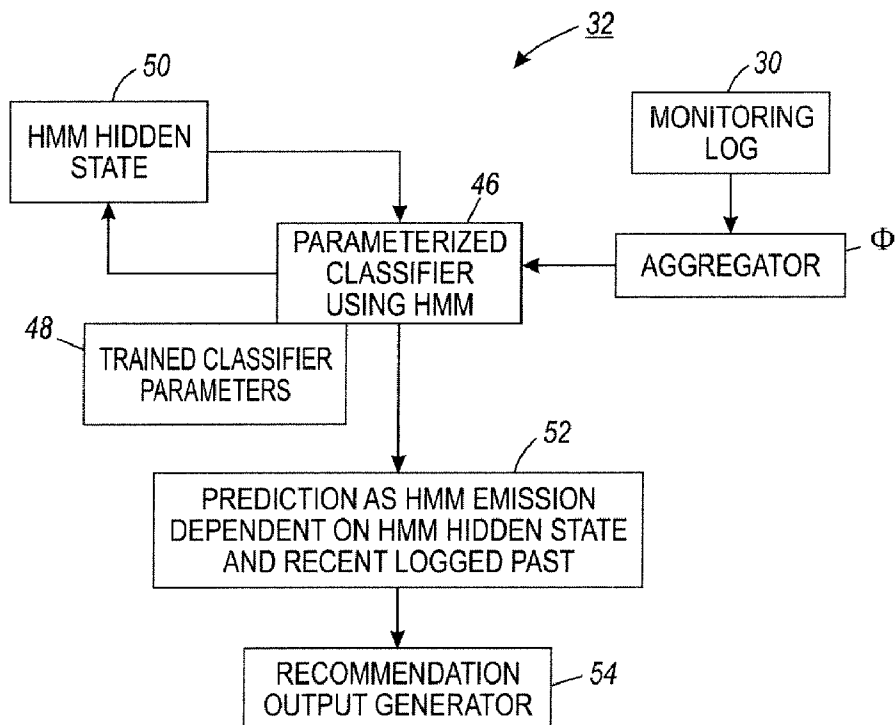 32
50
HMM HIDDEN
STATE
30
MONITORING
LOG
46
PARAMETERIZED
CLASSIFIER
USING HMM
AGGREGATOR
Φ
48
TRAINED CLASSIFIER
PARAMETERS
52
PREDICTION AS HMM EMISSION
DEPENDENT ON HMM HIDDEN STATE
AND RECENT LOGGED PAST
RECOMMENDATION
OUTPUT GENERATOR
54